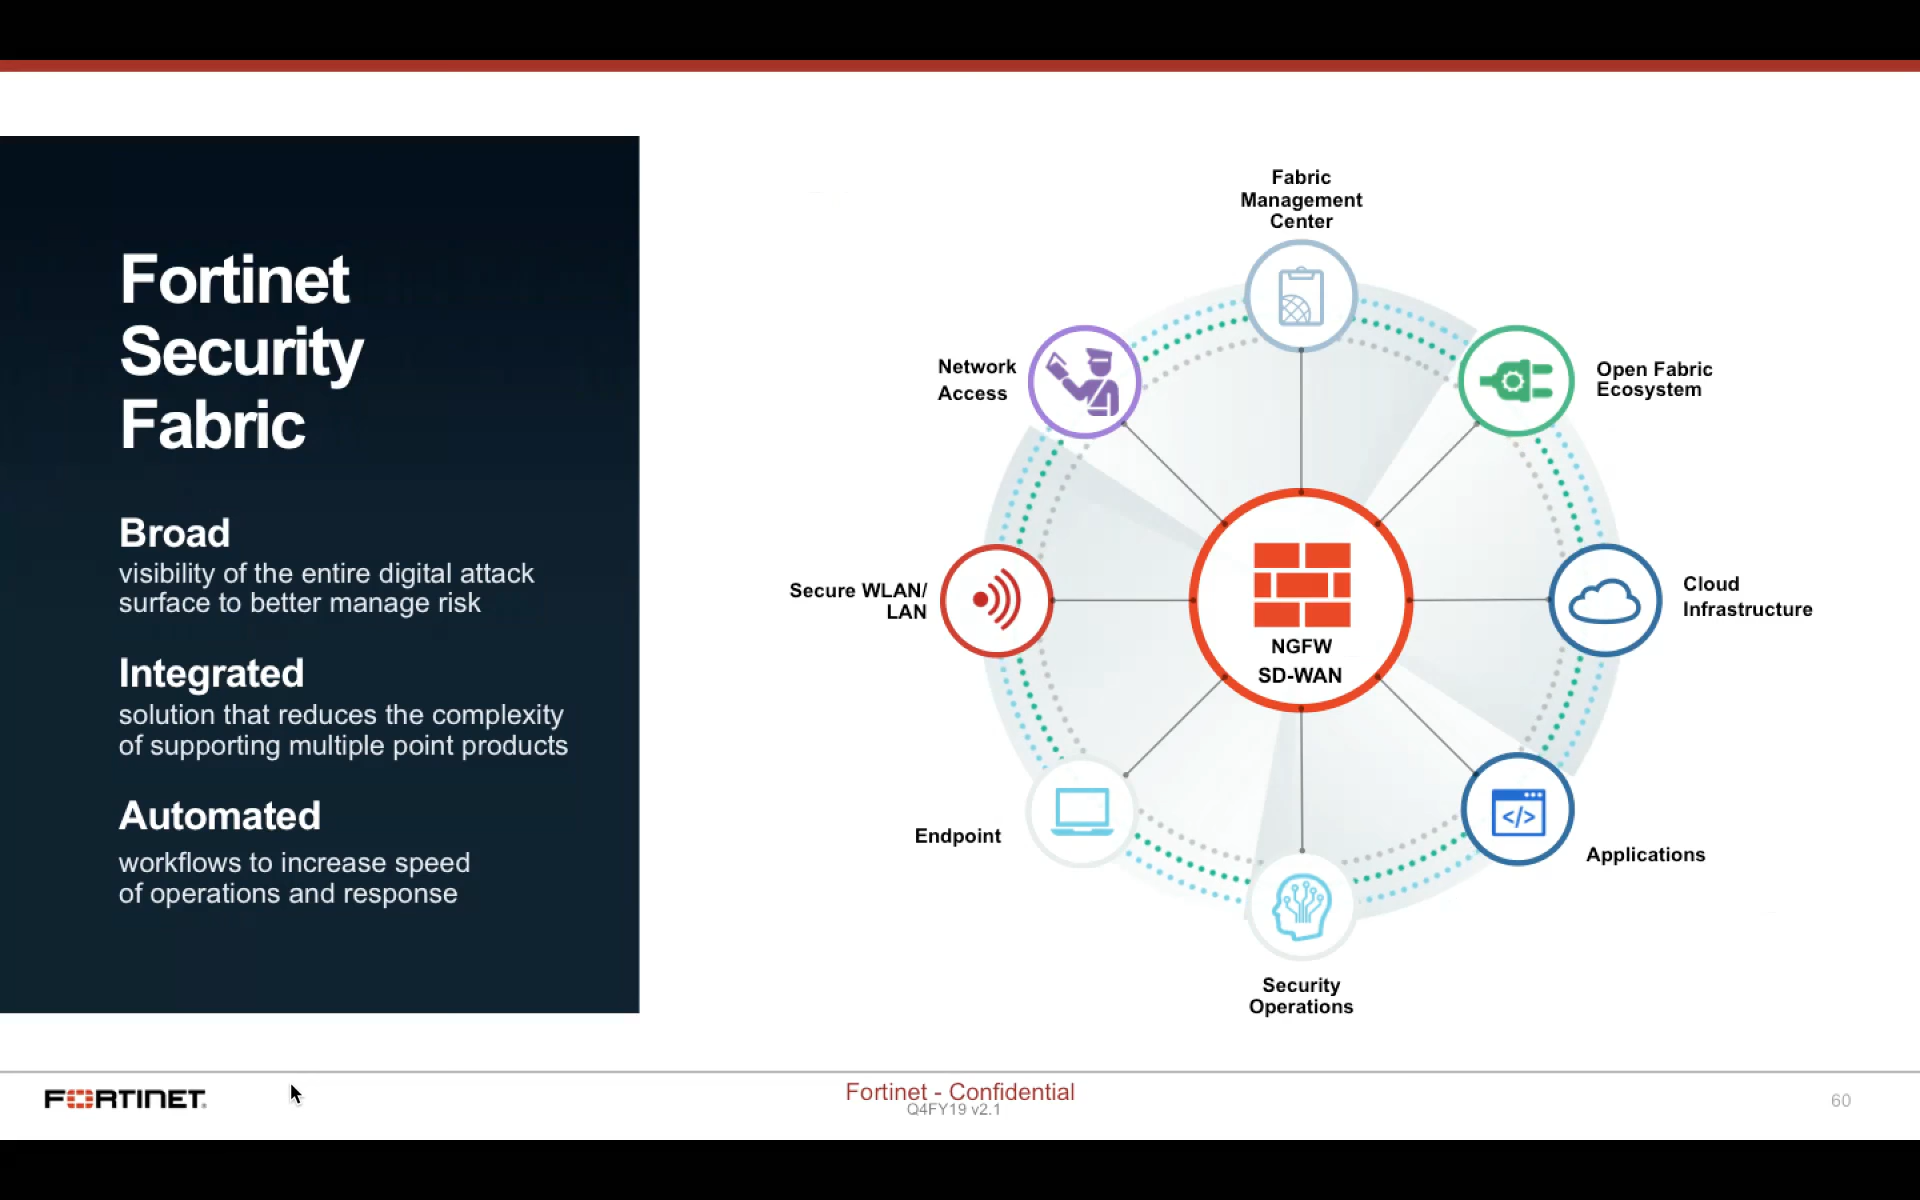 Fortinet
Security
Fabric
Broad
visibility of the entire digital attack
surface to better manage risk
Integrated
solution that reduces the complexity
of supporting multiple point products
Automated
workflows to increase speed
of operations and response
Fabric
Management
Center
Network
Access
Open Fabric
Ecosystem
Secure WLAN/
LAN
NGFW
SD-WAN
Cloud
Infrastructure
Endpoint
</>
Applications
Security
Operations
FORTINET
Fortinet - Confidential
Q4FY19 v2.1
60